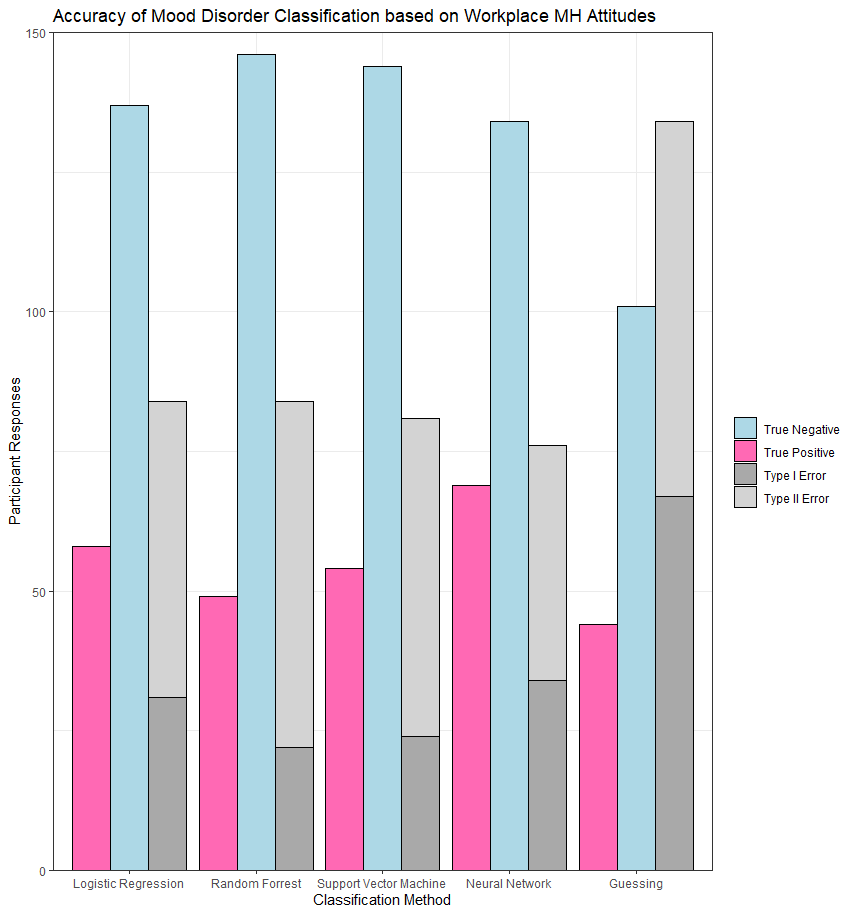 Accuracy of Mood Disorder Classification based on Workplace MH Attitudes
150
100
50
0
Participant Responses
Logistic Regression
Random Forrest
Support Vector Machine
Neural Network
Guessing
Classification Method
True Negative
True Positive
Type I Error
Type II Error